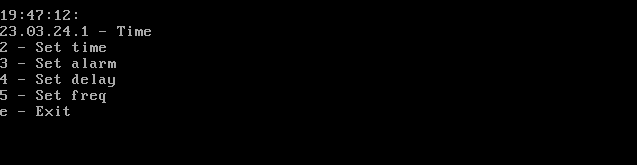 19:47:12:
23.03.24.1 - Time
2 - Set time
3 - Set alarm
4 - Set delay
5 - Set freq
e - Exit